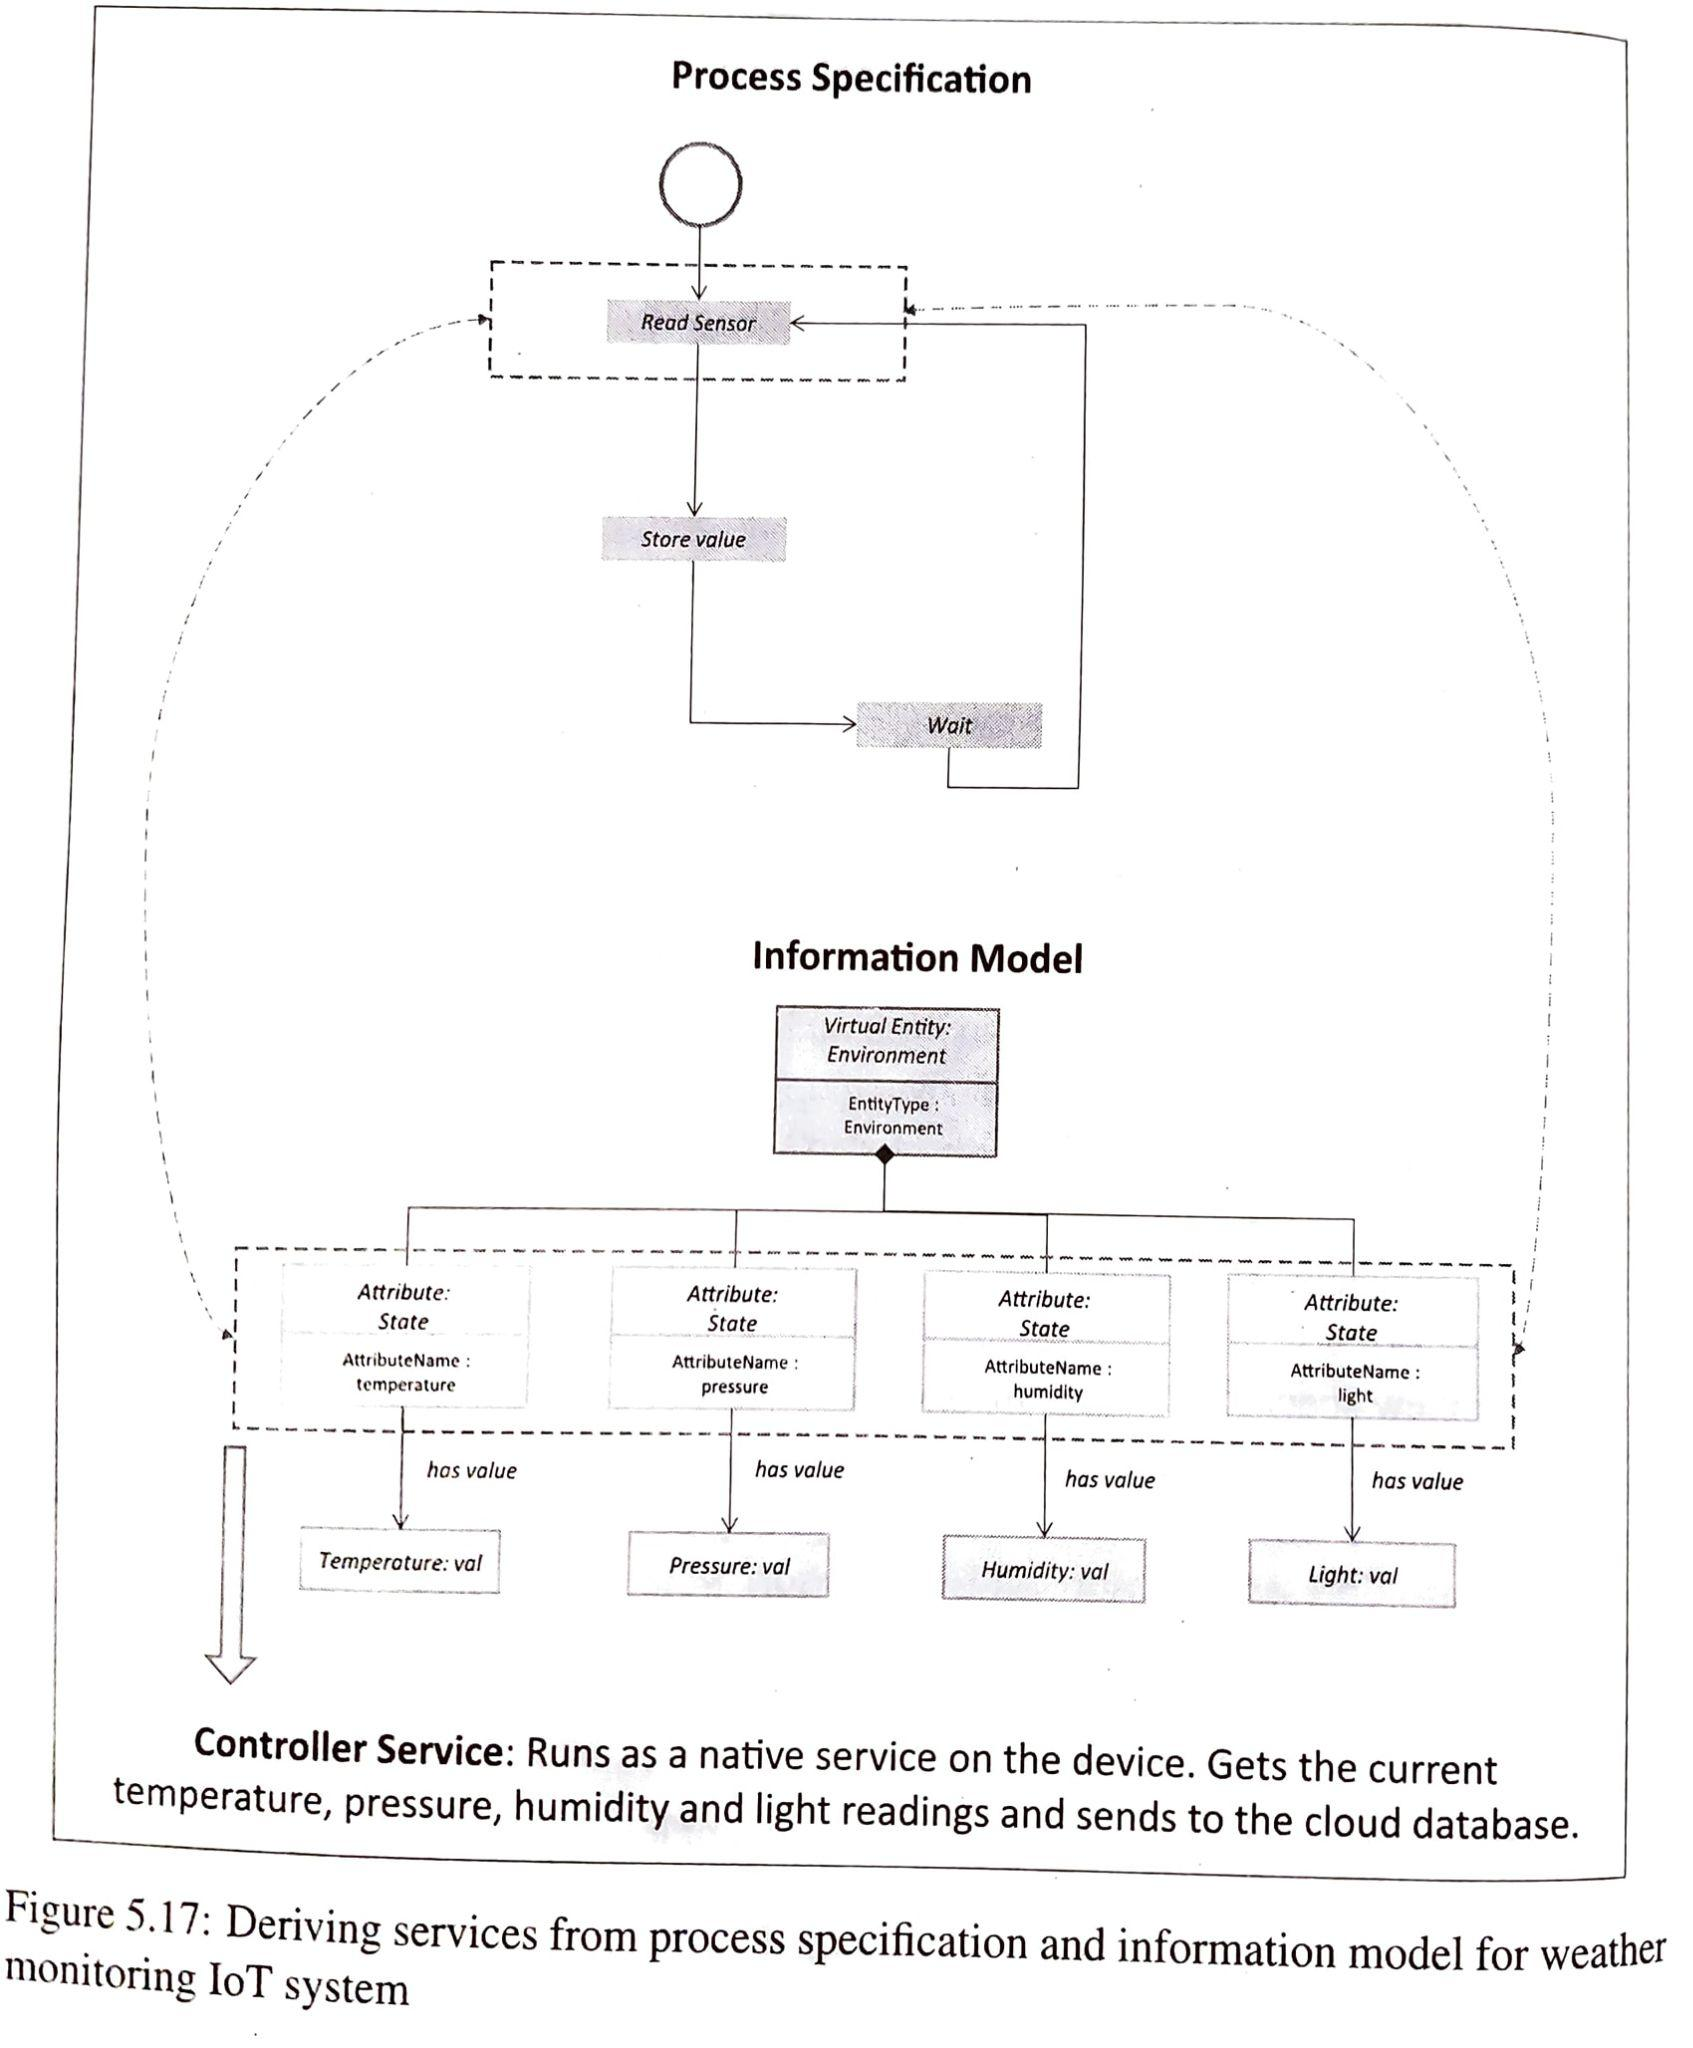 Process Specification
Read Sensor
Store value
Wait
Information Model
Virtual Entity:
Environment
EntityType :
Environment
Attribute:
State
AttributeName :
temperature
Attribute:
State
AttributeName :
pressure
Attribute:
State
AttributeName :
humidity
Attribute:
State
AttributeName :
light
has value
has value
has value
has value
Temperature: val
Pressure: val
Humidity: val
Light: val
Controller Service: Runs as a native service on the device. Gets the current
temperature, pressure, humidity and light readings and sends to the cloud database.
Figure 5.17: Deriving services from process specification and information model for weather
monitoring IoT system